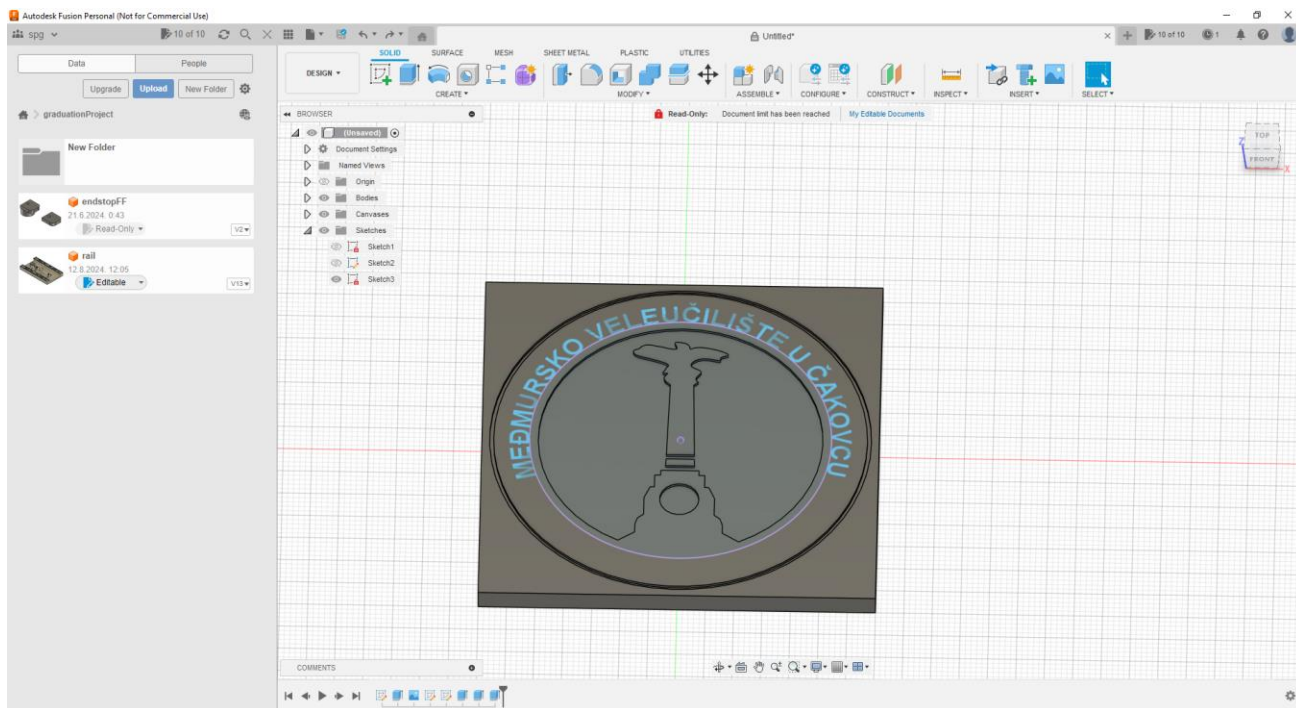 Autodesk Fusion Personal (Not for Commercial Use)
spg
10 of 10
Untitled*
10 of 10
1
Data
People
Upgrade
Upload
New Folder
graduationProject
New Folder
endstopFF
21.6.2024. 0:43
Read-Only
V2
rail
12.8.2024. 12:05
Editable
V13
DESIGN
SOLID
SURFACE
MESH
SHEET METAL
PLASTIC
UTILITIES
CREATE
MODIFY
ASSEMBLE
CONFIGURE
CONSTRUCT
INSPECT
INSERT
SELECT
BROWSER
Read-Only: Document limit has been reached My Editable Documents
(Unsaved)
Document Settings
Named Views
Origin
Bodies
Canvases
Sketches
Sketch1
Sketch2
Sketch3
TOP
FRONT
Z
X
MEĐIMURSKO VELEUČILIŠTE U ČAKOVCU
COMMENTS